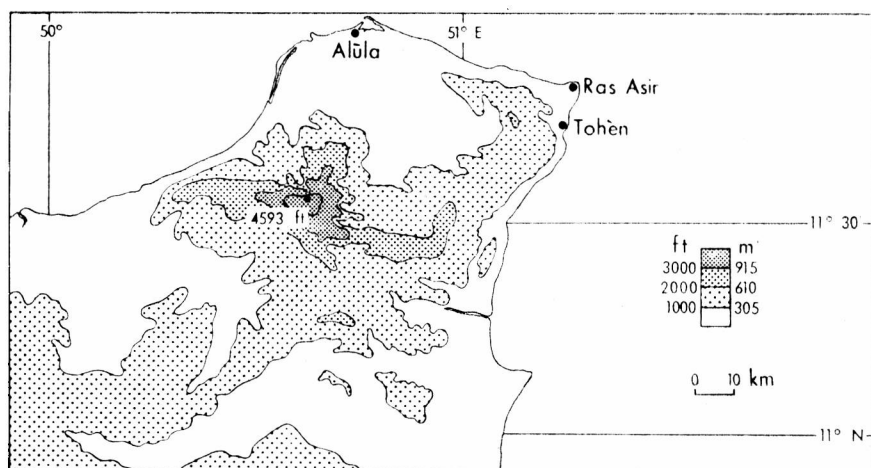 50°
51° E
Alùla
Ras Asir
Tohèn
4593 ft
11° 30'
ft m
3000 915
2000 610
1000 305
0 10 km
11° N